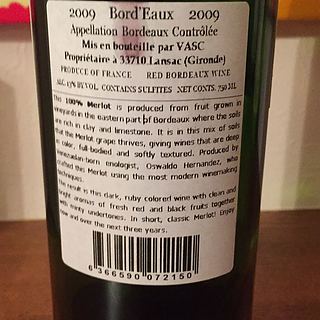 2009 Bord'Eaux 2009
Appellation Bordeaux Contrôlée
Mis en bouteille par VASC
Propriétaire à 33710 Lansac (Gironde)
PRODUCE OF FRANCE RED BORDEAUX WINE
ALC 13% BY VOL CONTAINS SULFITES NET CONTS. 750 ML
This 100% Merlot is produced from fruit grown in
vineyards in the eastern part of Bordeaux where the soils
are rich in clay and limestone. It is in this mix of soils
that the Merlot grape thrives, giving wines that are deep
in color, full-bodied and softly textured. Produced by
Venezuelan-born enologist, Oswaldo Hernandez, who
crafted this Merlot using the most modern winemaking
techniques.
The result is this dark, ruby colored wine with clean and
bright aromas of fresh red and black fruits together
with minty undertones. In short, classic Merlot! Enjoy
now and over the next three years.
6 366590 072150